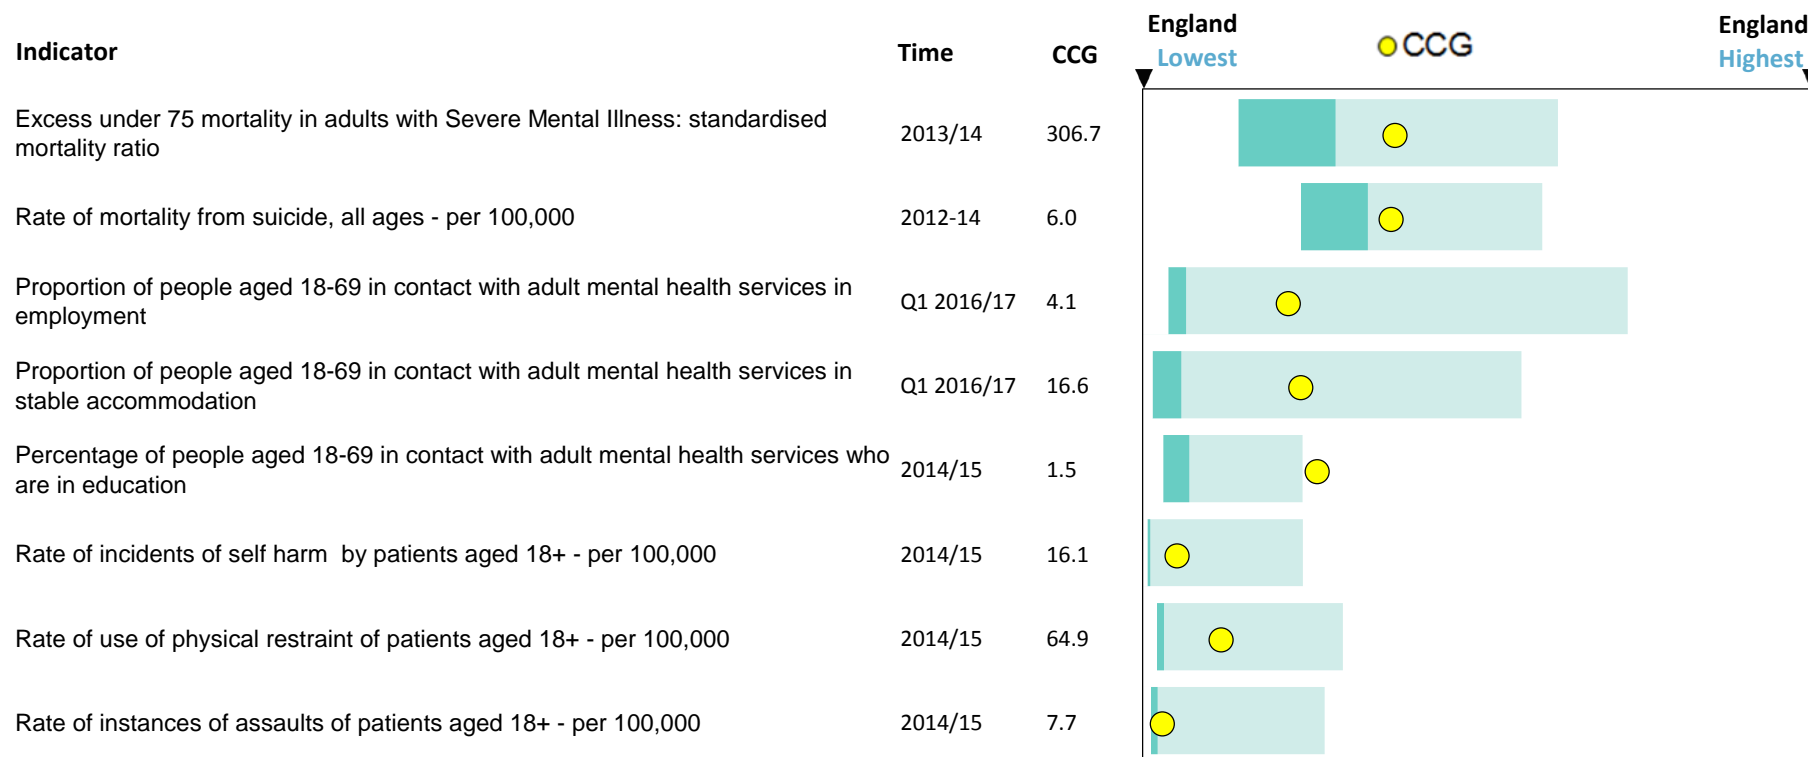 Indicator Time CCG England Lowest CCG England Highest
Excess under 75 mortality in adults with Severe Mental Illness: standardised
mortality ratio
2013/14 306.7
Rate of mortality from suicide, all ages - per 100,000 2012-14 6.0
Proportion of people aged 18-69 in contact with adult mental health services in
employment
Q1 2016/17 4.1
Proportion of people aged 18-69 in contact with adult mental health services in
stable accommodation
Q1 2016/17 16.6
Percentage of people aged 18-69 in contact with adult mental health services who
are in education
2014/15 1.5
Rate of incidents of self harm  by patients aged 18+ - per 100,000 2014/15 16.1
Rate of use of physical restraint of patients aged 18+ - per 100,000 2014/15 64.9
Rate of instances of assaults of patients aged 18+ - per 100,000 2014/15 7.7